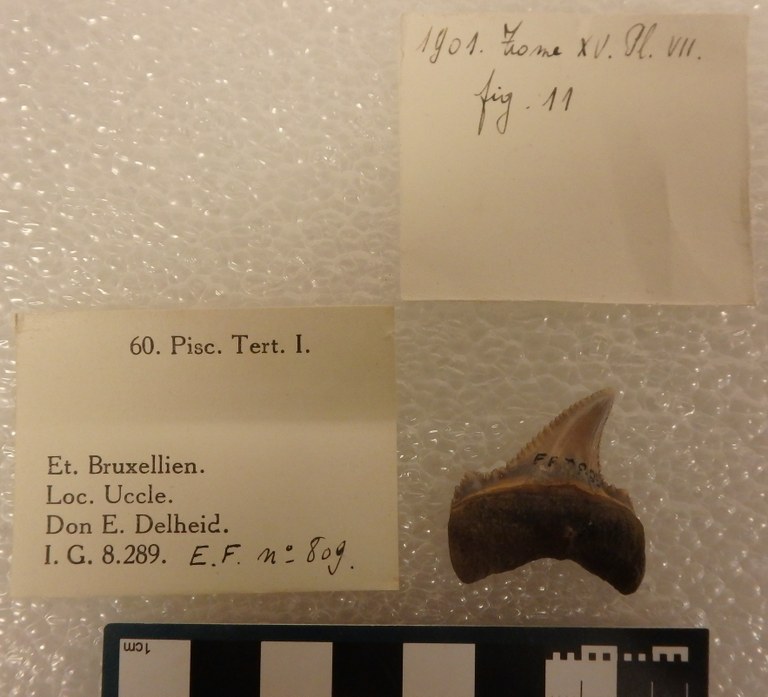 1901. Tome XV. Pl. VII.
fig. 11
60. Pisc. Tert. I.
Et. Bruxellien.
Loc. Uccle.
Don E. Delheid.
I. G. 8.289. E.F. nº 809.
1cm